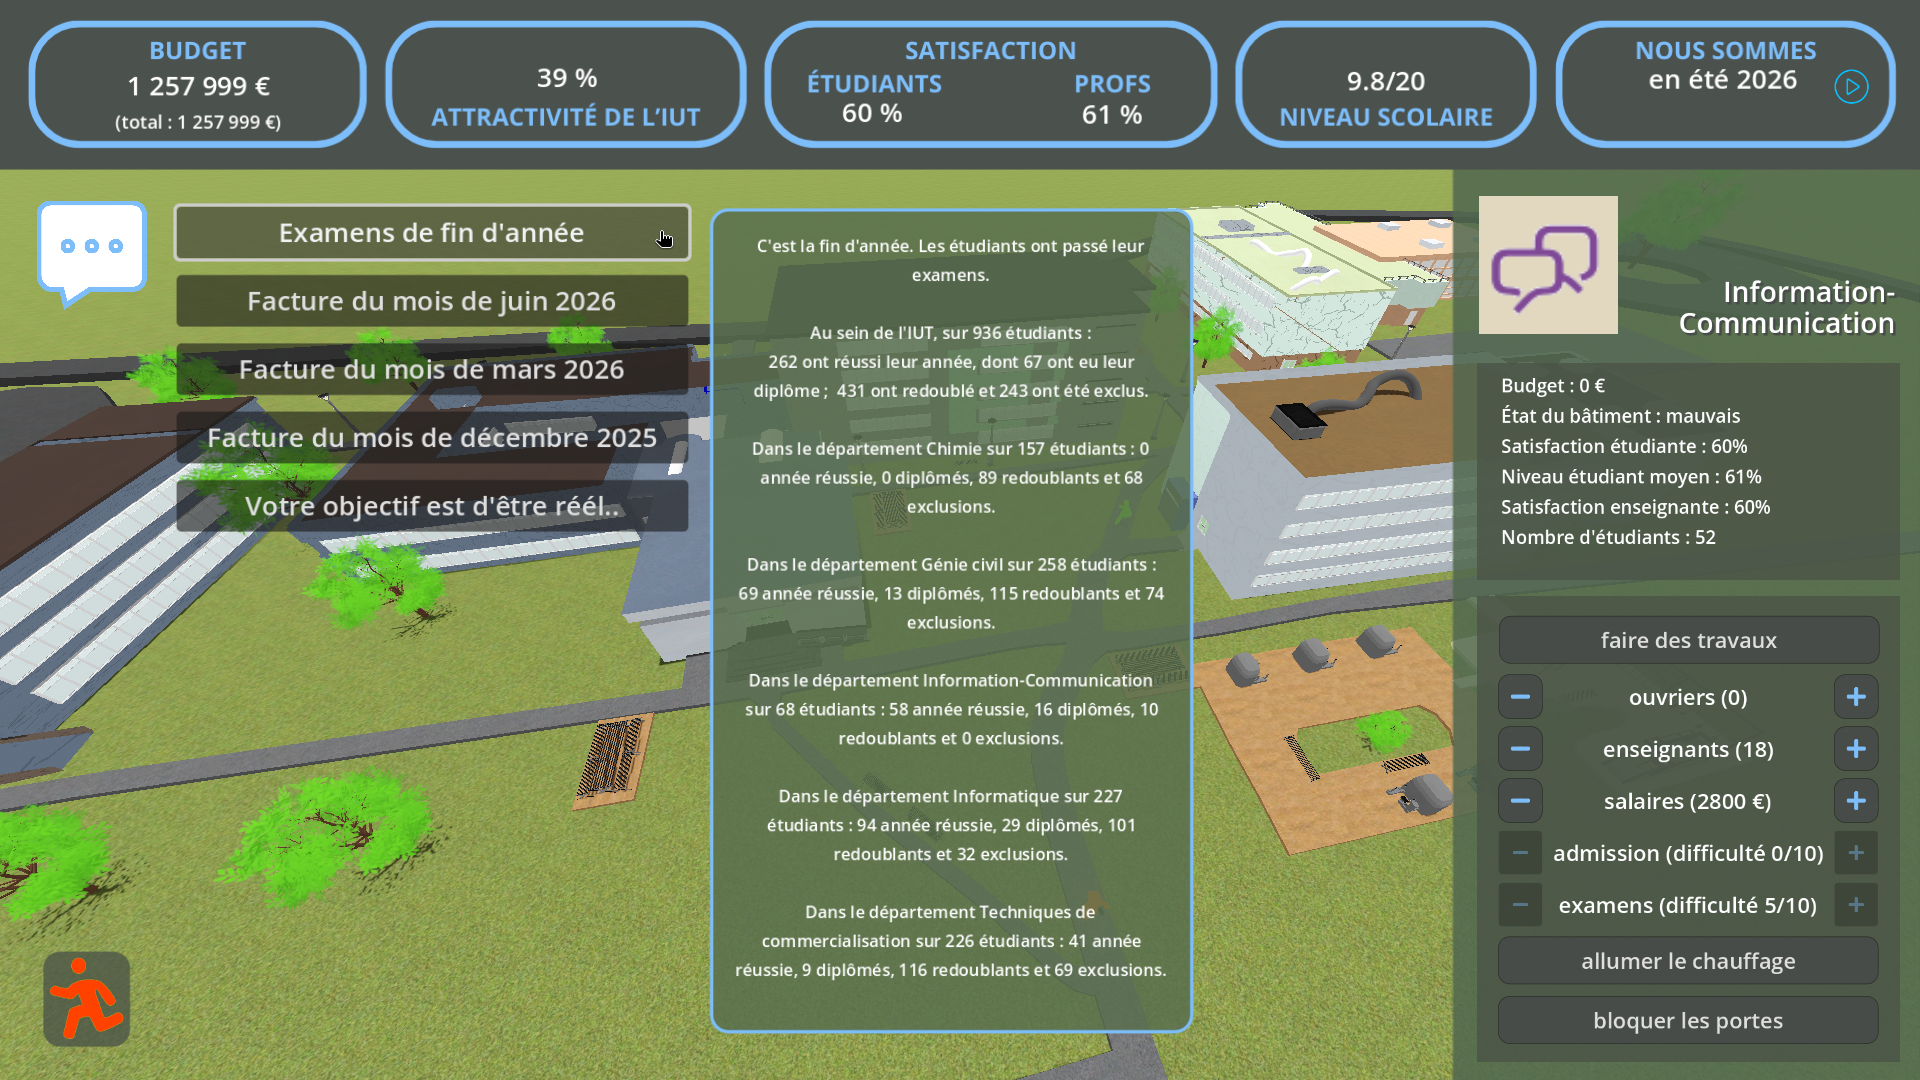 BUDGET
1 257 999 €
(total : 1 257 999 €)
39 %
ATTRACTIVITÉ DE L’IUT
SATISFACTION
ÉTUDIANTS
60 %
PROFS
61 %
9.8/20
NIVEAU SCOLAIRE
NOUS SOMMES
en été 2026
Examens de fin d'année
Facture du mois de juin 2026
Facture du mois de mars 2026
Facture du mois de décembre 2025
Votre objectif est d'être réél..
C'est la fin d'année. Les étudiants ont passé leur
examens.
Au sein de l'IUT, sur 936 étudiants :
262 ont réussi leur année, dont 67 ont eu leur
diplôme ;  431 ont redoublé et 243 ont été exclus.
Dans le département Chimie sur 157 étudiants : 0
année réussie, 0 diplômés, 89 redoublants et 68
exclusions.
Dans le département Génie civil sur 258 étudiants :
69 année réussie, 13 diplômés, 115 redoublants et 74
exclusions.
Dans le département Information-Communication
sur 68 étudiants : 58 année réussie, 16 diplômés, 10
redoublants et 0 exclusions.
Dans le département Informatique sur 227
étudiants : 94 année réussie, 29 diplômés, 101
redoublants et 32 exclusions.
Dans le département Techniques de
commercialisation sur 226 étudiants : 41 année
réussie, 9 diplômés, 116 redoublants et 69 exclusions.
Information-
Communication
Budget : 0 €
État du bâtiment : mauvais
Satisfaction étudiante : 60%
Niveau étudiant moyen : 61%
Satisfaction enseignante : 60%
Nombre d'étudiants : 52
faire des travaux
ouvriers (0)
enseignants (18)
salaires (2800 €)
admission (difficulté 0/10)
examens (difficulté 5/10)
allumer le chauffage
bloquer les portes